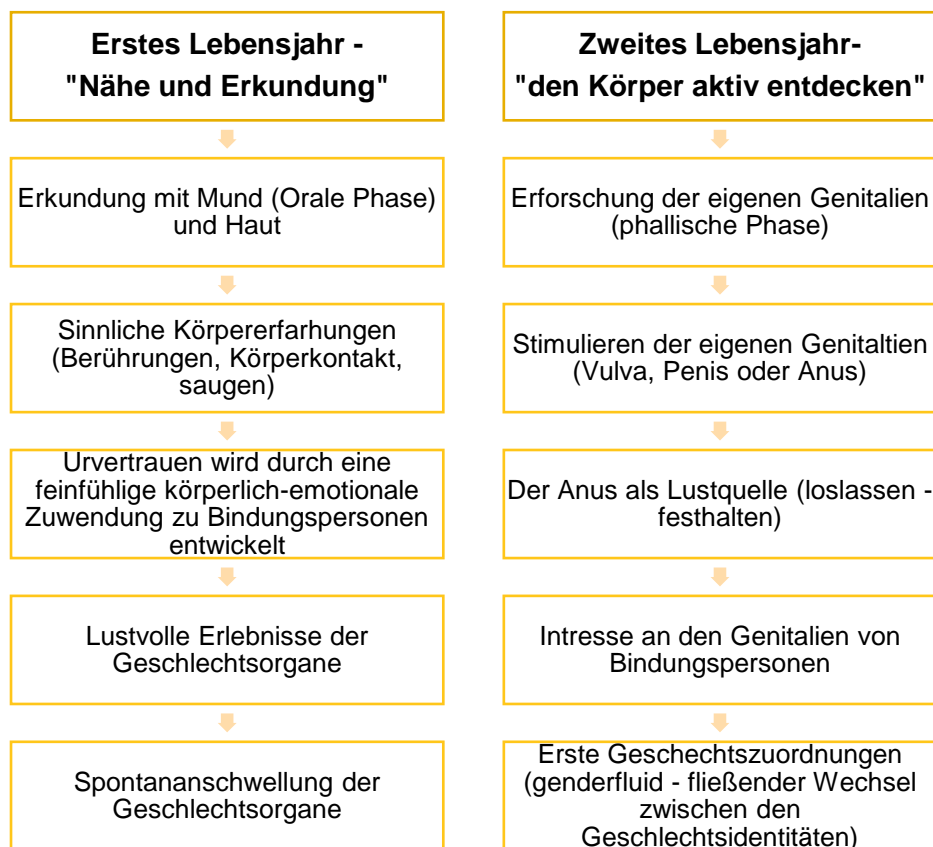 Erstes Lebensjahr -
"Nähe und Erkundung"
Erkundung mit Mund (Orale Phase)
und Haut
Sinnliche Körpererfarhungen
(Berührungen, Körperkontakt,
saugen)
Urvertrauen wird durch eine
feinfühlige körperlich-emotionale
Zuwendung zu Bindungspersonen
entwickelt
Lustvolle Erlebnisse der
Geschlechtsorgane
Spontananschwellung der
Geschlechtsorgane
Zweites Lebensjahr-
"den Körper aktiv entdecken"
Erforschung der eigenen Genitalien
(phallische Phase)
Stimulieren der eigenen Genitaltien
(Vulva, Penis oder Anus)
Der Anus als Lustquelle (loslassen -
festhalten)
Intresse an den Genitalien von
Bindungspersonen
Erste Geschechtszuordnungen
(genderfluid - fließender Wechsel
zwischen den
Geschlechtsidentitäten)